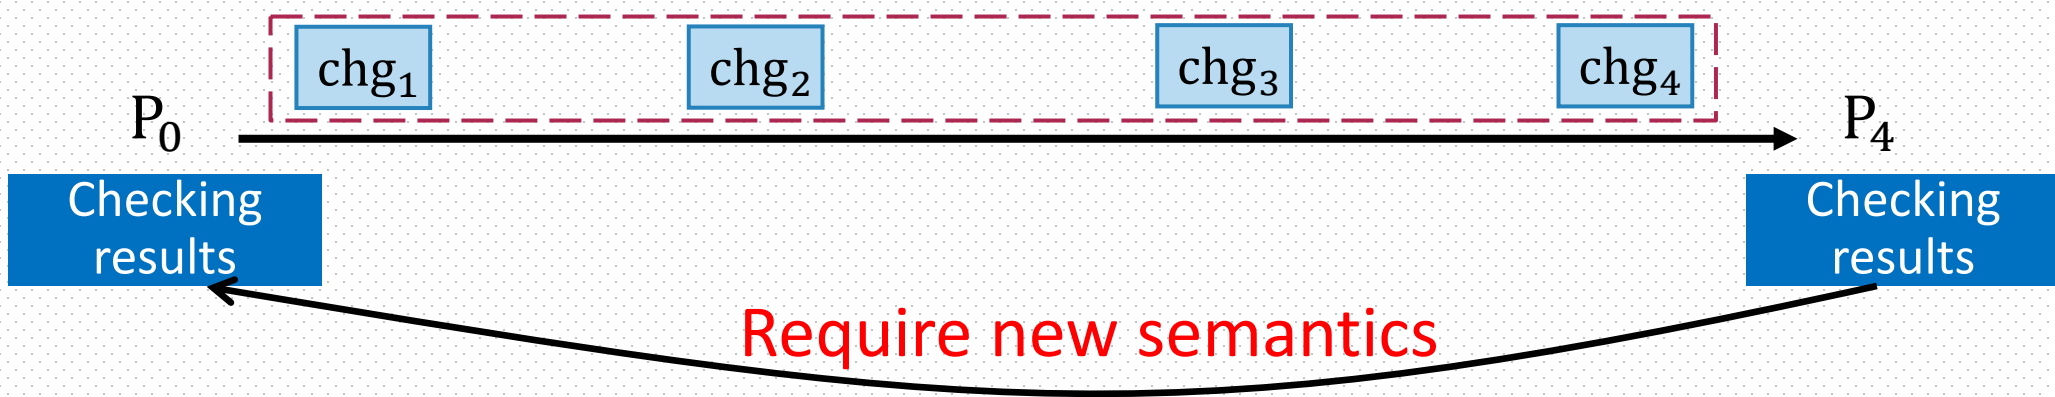 chg₁ chg₂ chg₃ chg₄
P₀ P₄
Checking results
Checking results
Require new semantics